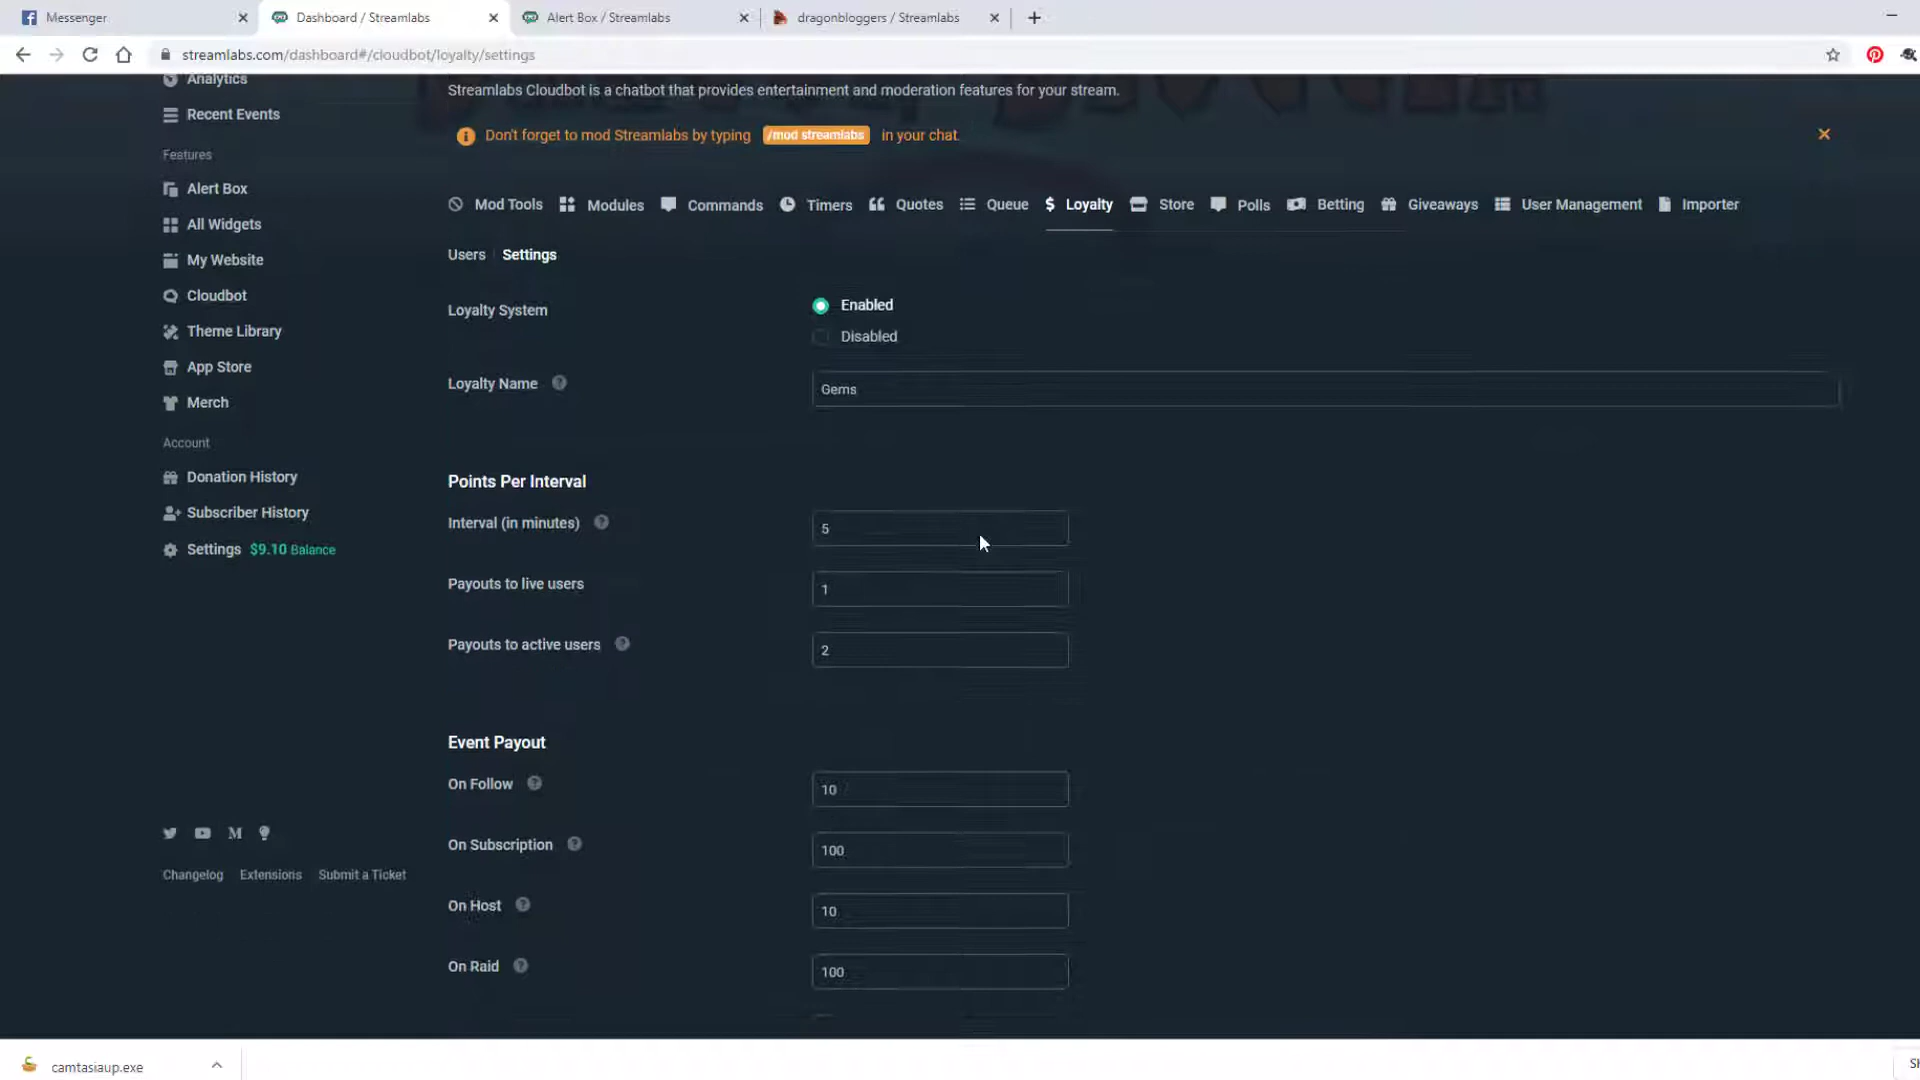 Messenger
Dashboard / Streamlabs
Alert Box / Streamlabs
dragonbloggers / Streamlabs
streamlabs.com/dashboard#/cloudbot/loyalty/settings
Analytics
Recent Events
Features
Alert Box
All Widgets
My Website
Cloudbot
Theme Library
App Store
Merch
Account
Donation History
Subscriber History
Settings $9.10 Balance
Changelog Extensions Submit a Ticket
Streamlabs Cloudbot is a chatbot that provides entertainment and moderation features for your stream.
Don't forget to mod Streamlabs by typing /mod streamlabs in your chat.
Mod Tools Modules Commands Timers Quotes Queue Loyalty Store Polls Betting Giveaways User Management Importer
Users Settings
Loyalty System
Enabled
Disabled
Loyalty Name
Gems
Points Per Interval
Interval (in minutes) 5
Payouts to live users 1
Payouts to active users 2
Event Payout
On Follow 10
On Subscription 100
On Host 10
On Raid 100
camtasiaup.exe